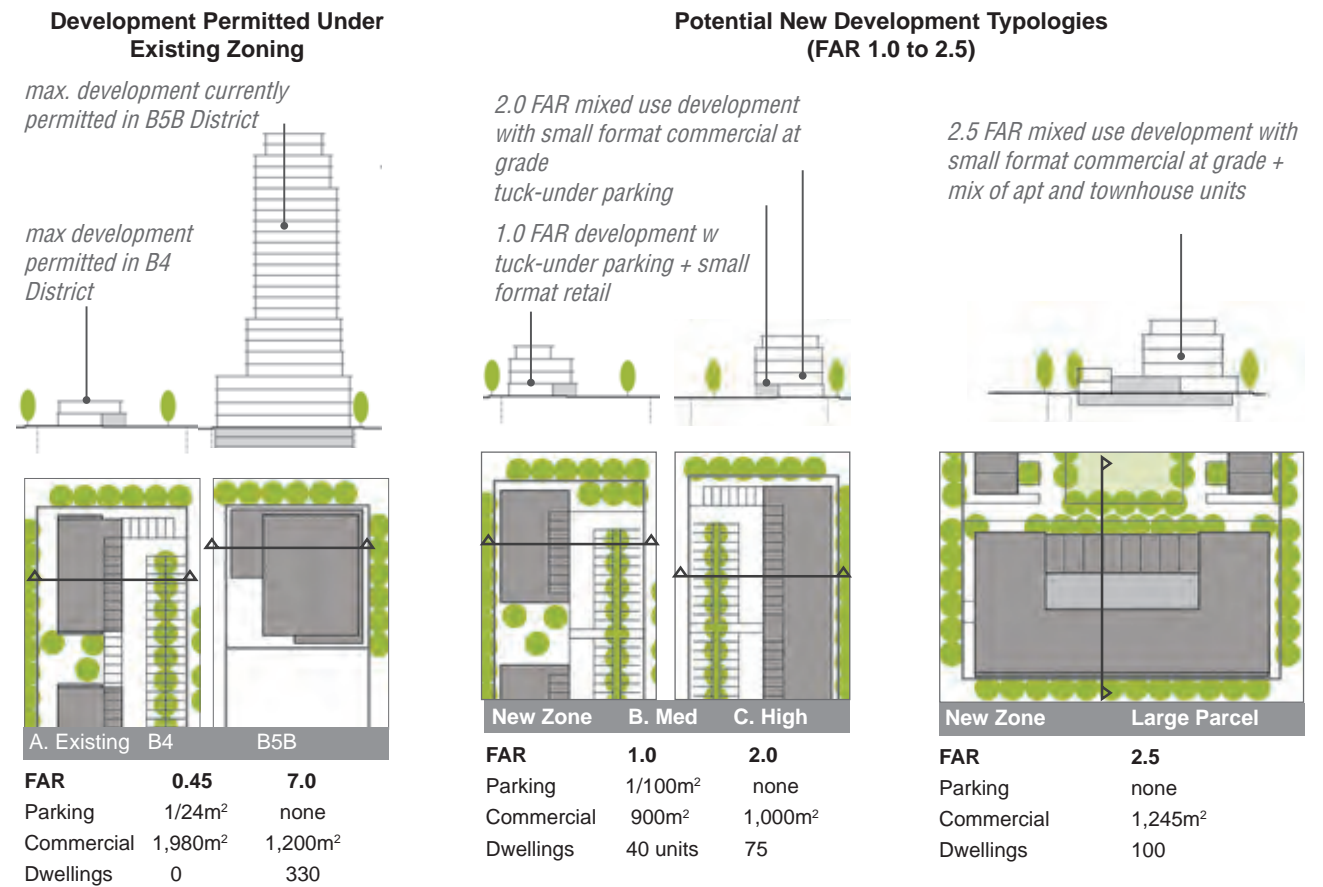 Development Permitted Under
Existing Zoning
max. development currently
permitted in B5B District
max development
permitted in B4
District
A. Existing B4 B5B
FAR 0.45 7.0
Parking 1/24m² none
Commercial 1,980m² 1,200m²
Dwellings 0 330
Potential New Development Typologies
(FAR 1.0 to 2.5)
2.0 FAR mixed use development
with small format commercial at
grade
tuck-under parking
1.0 FAR development w
tuck-under parking + small
format retail
New Zone B. Med C. High
FAR 1.0 2.0
Parking 1/100m² none
Commercial 900m² 1,000m²
Dwellings 40 units 75
2.5 FAR mixed use development with
small format commercial at grade +
mix of apt and townhouse units
New Zone Large Parcel
FAR 2.5
Parking none
Commercial 1,245m²
Dwellings 100